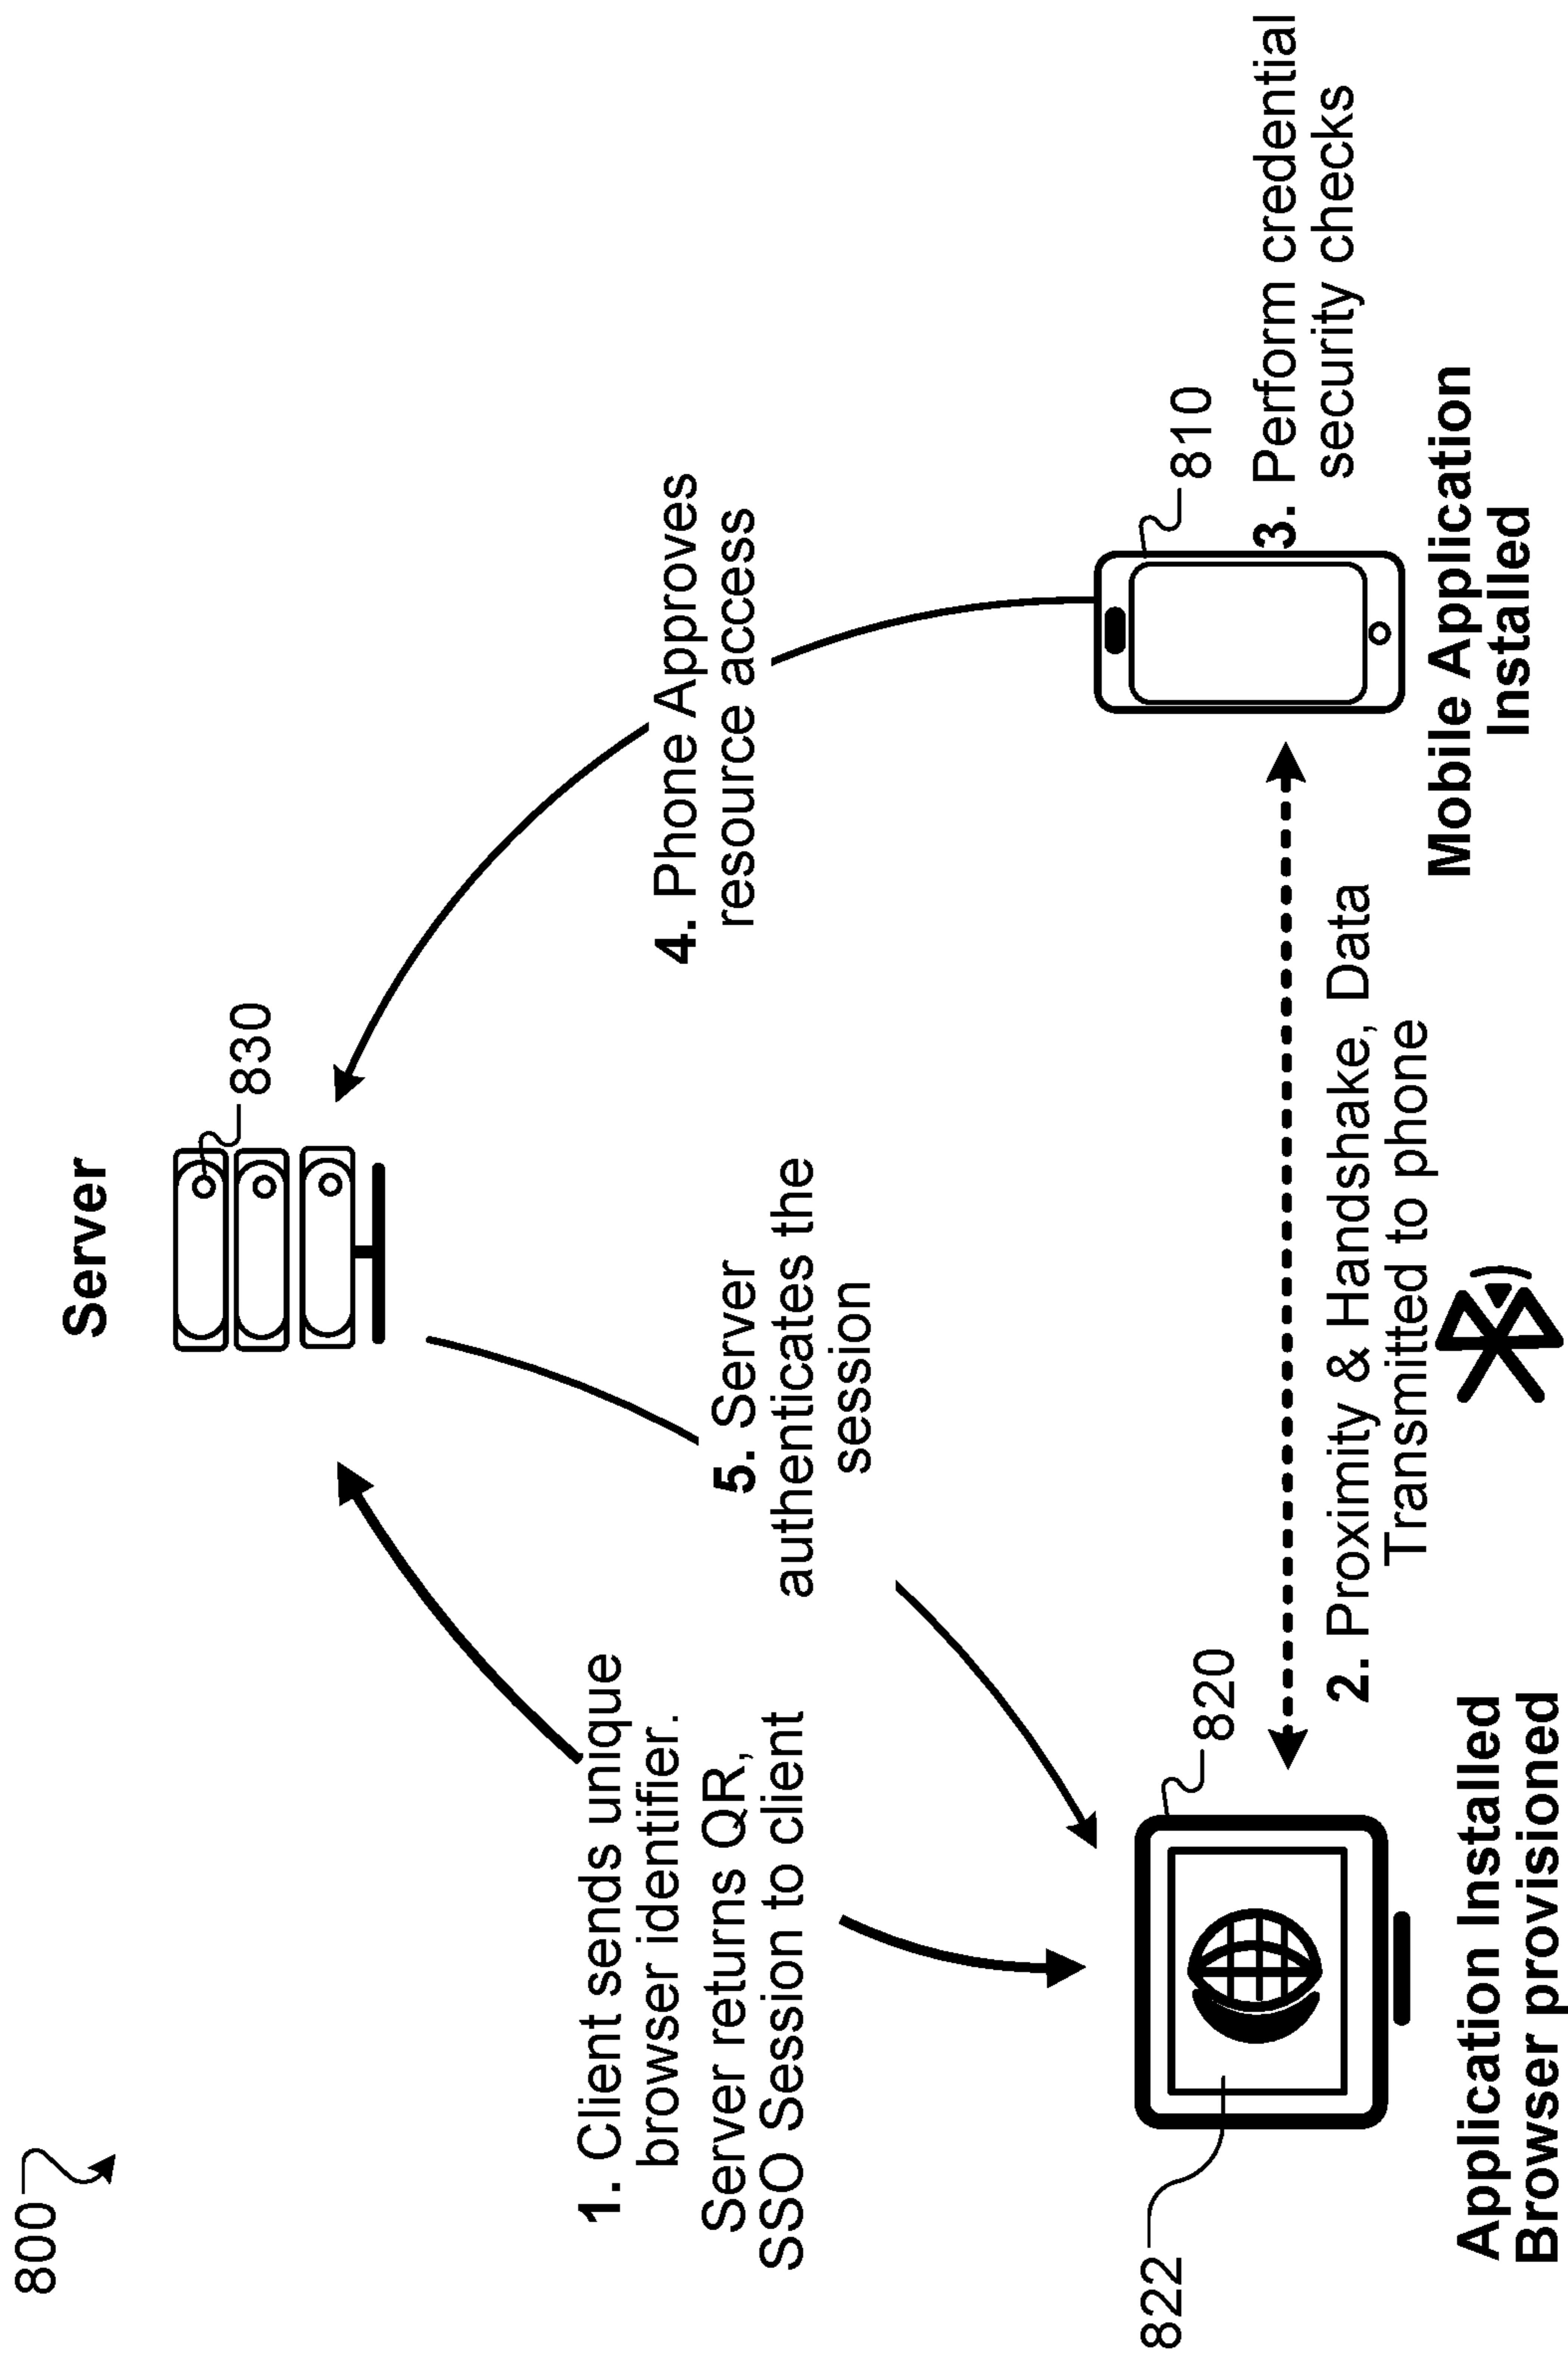 800
Server
830
1. Client sends unique
browser identifier.
Server returns QR,
SSO Session to client
5. Server
authenticates the
session
4. Phone Approves
resource access
822
820
810
2. Proximity & Handshake, Data
Transmitted to phone
3. Perform credential
security checks
Application Installed
Browser provisioned
Mobile Application
Installed